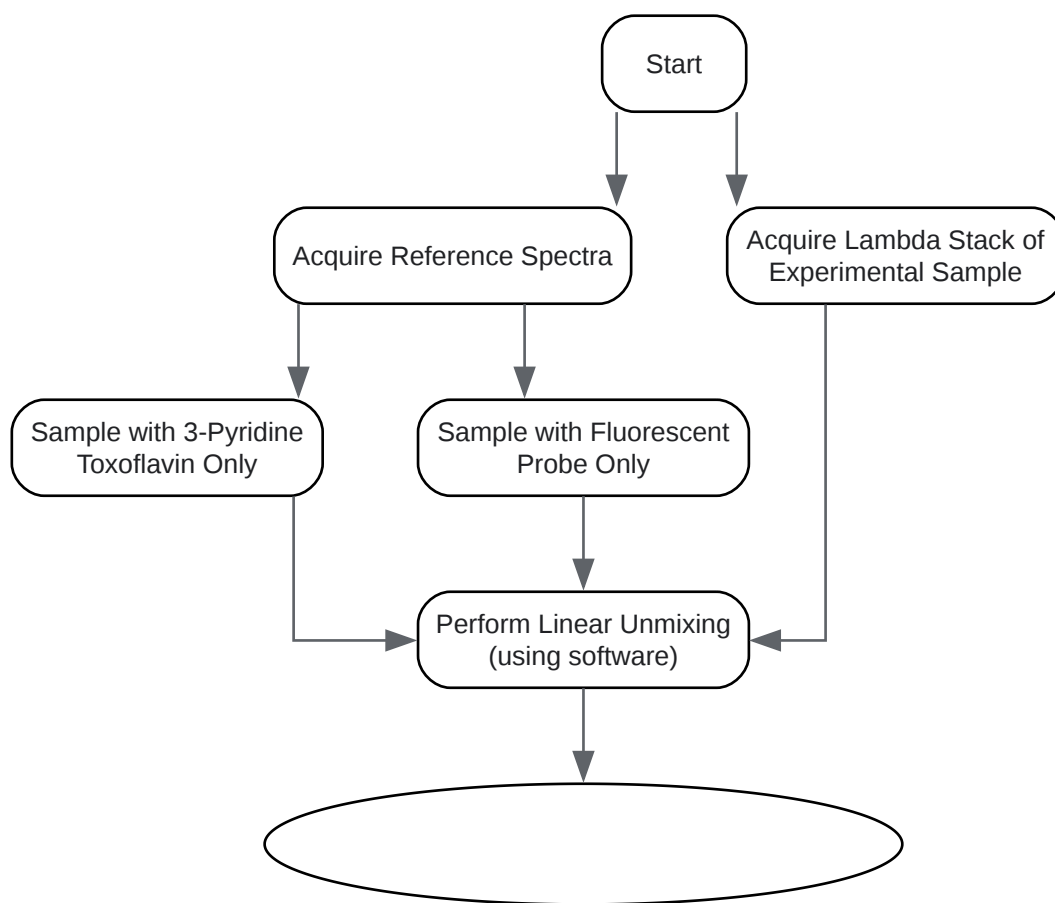 Start
Acquire Reference Spectra
Acquire Lambda Stack of
Experimental Sample
Sample with 3-Pyridine
Toxoflavin Only
Sample with Fluorescent
Probe Only
Perform Linear Unmixing
(using software)